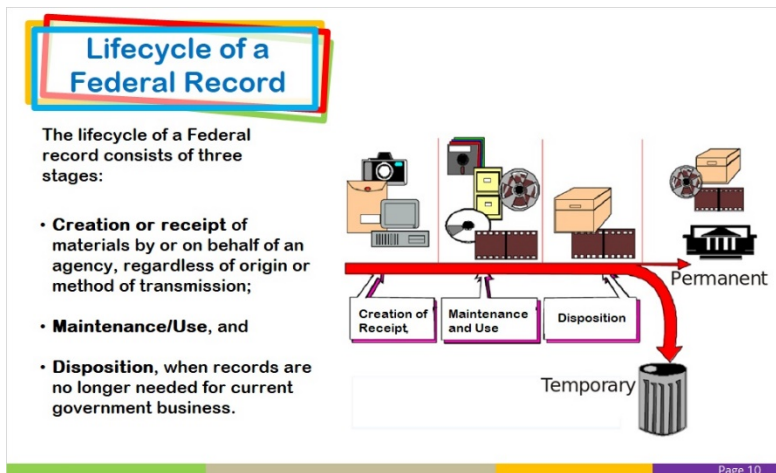 Lifecycle of a
Federal Record
The lifecycle of a Federal
record consists of three
stages:
• Creation or receipt of
materials by or on behalf of an
agency, regardless of origin or
method of transmission;
• Maintenance/Use, and
• Disposition, when records are
no longer needed for current
government business.
Permanent
Creation of
Receipt,
Maintenance
and Use
Disposition
Temporary
Page 10